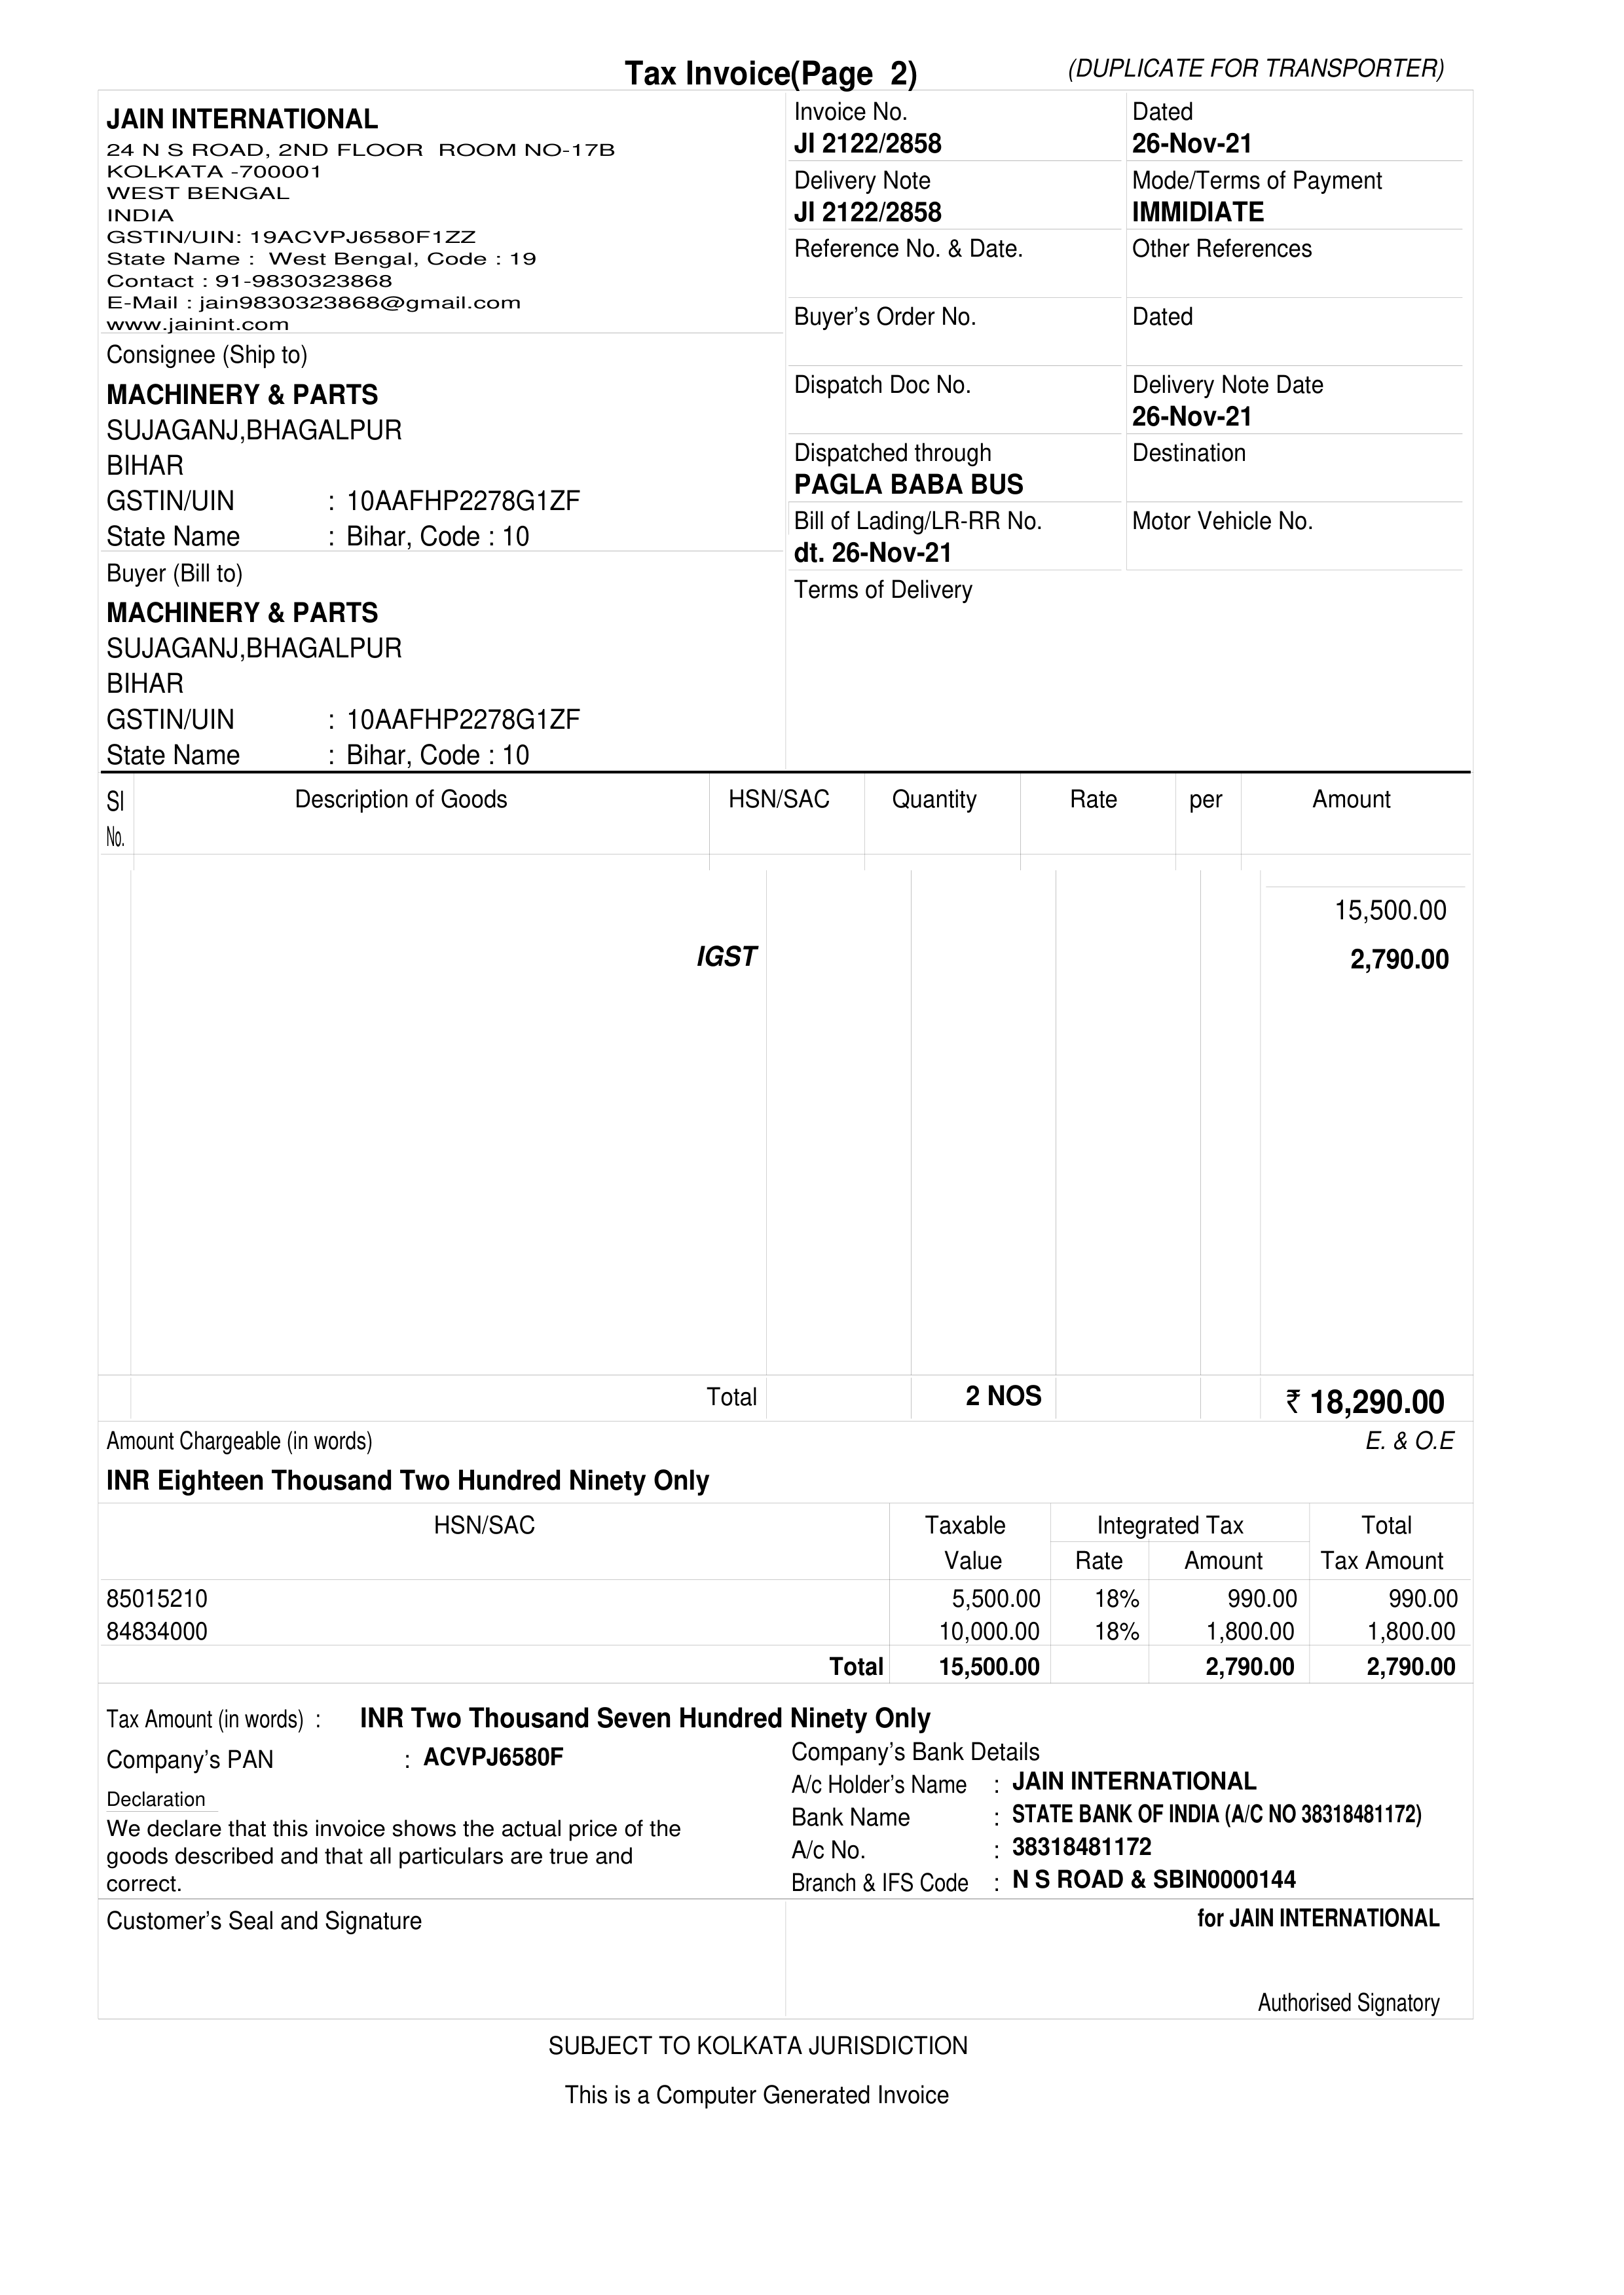 Tax Invoice(Page 2)
(DUPLICATE FOR TRANSPORTER)
JAIN INTERNATIONAL
24 N S ROAD, 2ND FLOOR ROOM NO-17B
KOLKATA -700001
WEST BENGAL
INDIA
GSTIN/UIN: 19ACVPJ6580F1ZZ
State Name : West Bengal, Code : 19
Contact : 91-9830323868
E-Mail : jain9830323868@gmail.com
www.jainint.com
Consignee (Ship to)
MACHINERY & PARTS
SUJAGANJ,BHAGALPUR
BIHAR
GSTIN/UIN : 10AAFHP2278G1ZF
State Name : Bihar, Code : 10
Buyer (Bill to)
MACHINERY & PARTS
SUJAGANJ,BHAGALPUR
BIHAR
GSTIN/UIN : 10AAFHP2278G1ZF
State Name : Bihar, Code : 10
Invoice No. Dated
JI 2122/2858 26-Nov-21
Delivery Note Mode/Terms of Payment
JI 2122/2858 IMMIDIATE
Reference No. & Date. Other References
Buyer's Order No. Dated
Dispatch Doc No. Delivery Note Date
26-Nov-21
Dispatched through Destination
PAGLA BABA BUS
Bill of Lading/LR-RR No. Motor Vehicle No.
dt. 26-Nov-21
Terms of Delivery
Sl Description of Goods HSN/SAC Quantity Rate per Amount
No.
15,500.00
IGST 2,790.00
Total 2 NOS ₹ 18,290.00
Amount Chargeable (in words) E. & O.E
INR Eighteen Thousand Two Hundred Ninety Only
HSN/SAC Taxable Integrated Tax Total
Value Rate Amount Tax Amount
85015210 5,500.00 18% 990.00 990.00
84834000 10,000.00 18% 1,800.00 1,800.00
Total 15,500.00 2,790.00 2,790.00
Tax Amount (in words) : INR Two Thousand Seven Hundred Ninety Only
Company's PAN : ACVPJ6580F
Declaration
We declare that this invoice shows the actual price of the
goods described and that all particulars are true and
correct.
Company's Bank Details
A/c Holder's Name : JAIN INTERNATIONAL
Bank Name : STATE BANK OF INDIA (A/C NO 38318481172)
A/c No. : 38318481172
Branch & IFS Code : N S ROAD & SBIN0000144
Customer's Seal and Signature
for JAIN INTERNATIONAL
Authorised Signatory
SUBJECT TO KOLKATA JURISDICTION
This is a Computer Generated Invoice